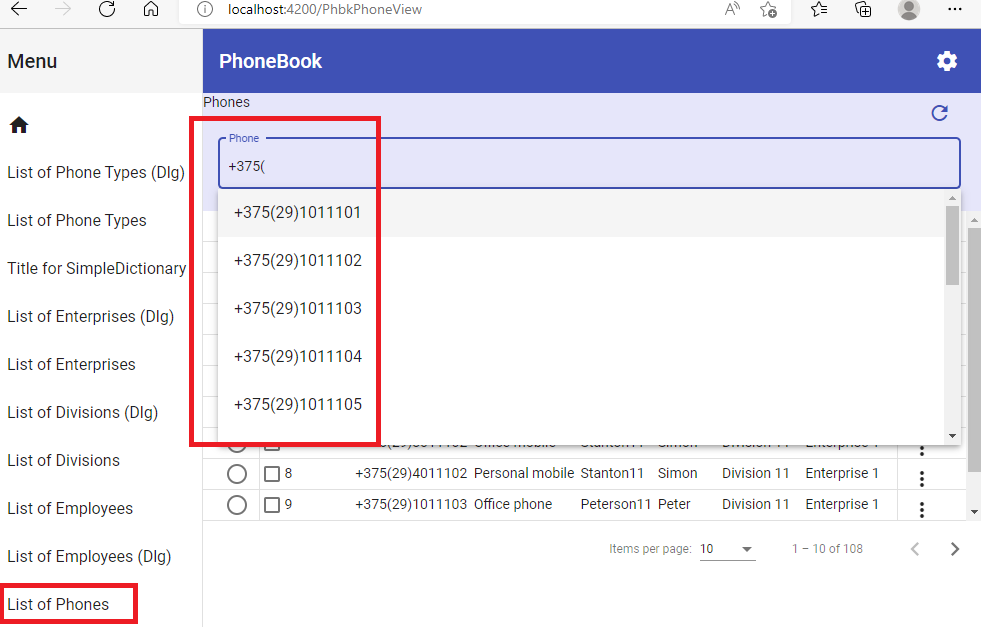 localhost:4200/PhbkPhoneView
Menu
PhoneBook
Phones
Phone
+375(
+375(29)1011101
+375(29)1011102
+375(29)1011103
+375(29)1011104
+375(29)1011105
List of Phone Types (Dlg)
List of Phone Types
Title for SimpleDictionary
List of Enterprises (Dlg)
List of Enterprises
List of Divisions (Dlg)
List of Divisions
List of Employees
List of Employees (Dlg)
List of Phones
Office mobile Stanton11 Simon Division 11 Enterprise 1
8 +375(29)4011102 Personal mobile Stanton11 Simon Division 11 Enterprise 1
9 +375(29)1011103 Office phone Peterson11 Peter Division 11 Enterprise 1
Items per page: 10 1 – 10 of 108